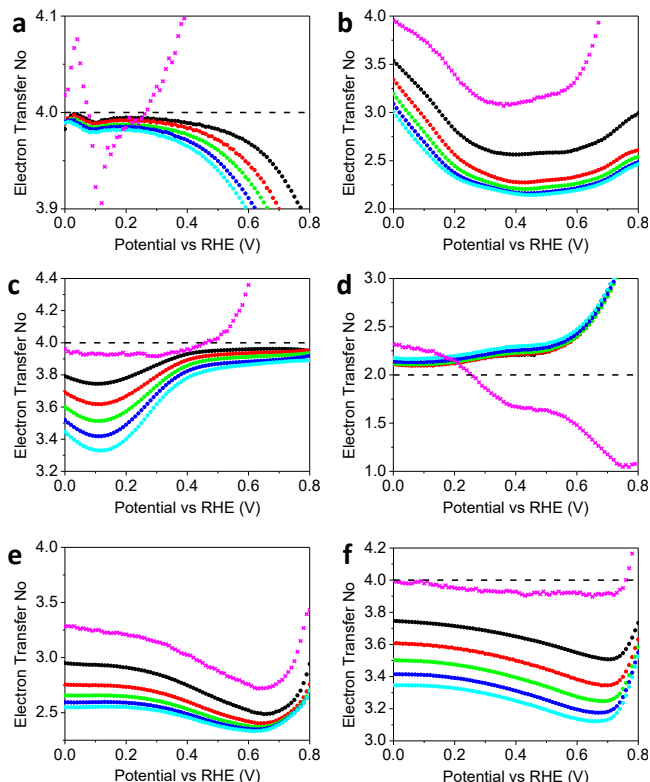 a
4.1
4.0
3.9
Electron Transfer No
0.0 0.2 0.4 0.6 0.8
Potential vs RHE (V)
b
4.0
3.5
3.0
2.5
2.0
Electron Transfer No
0.0 0.2 0.4 0.6 0.8
Potential vs RHE (V)
c
4.4
4.2
4.0
3.8
3.6
3.4
3.2
Electron Transfer No
0.0 0.2 0.4 0.6 0.8
Potential vs RHE (V)
d
3.0
2.5
2.0
1.5
1.0
Electron Transfer No
0.0 0.2 0.4 0.6 0.8
Potential vs RHE (V)
e
4.0
3.5
3.0
2.5
Electron Transfer No
0.0 0.2 0.4 0.6 0.8
Potential vs RHE (V)
f
4.2
4.0
3.8
3.6
3.4
3.2
3.0
Electron Transfer No
0.0 0.2 0.4 0.6 0.8
Potential vs RHE (V)